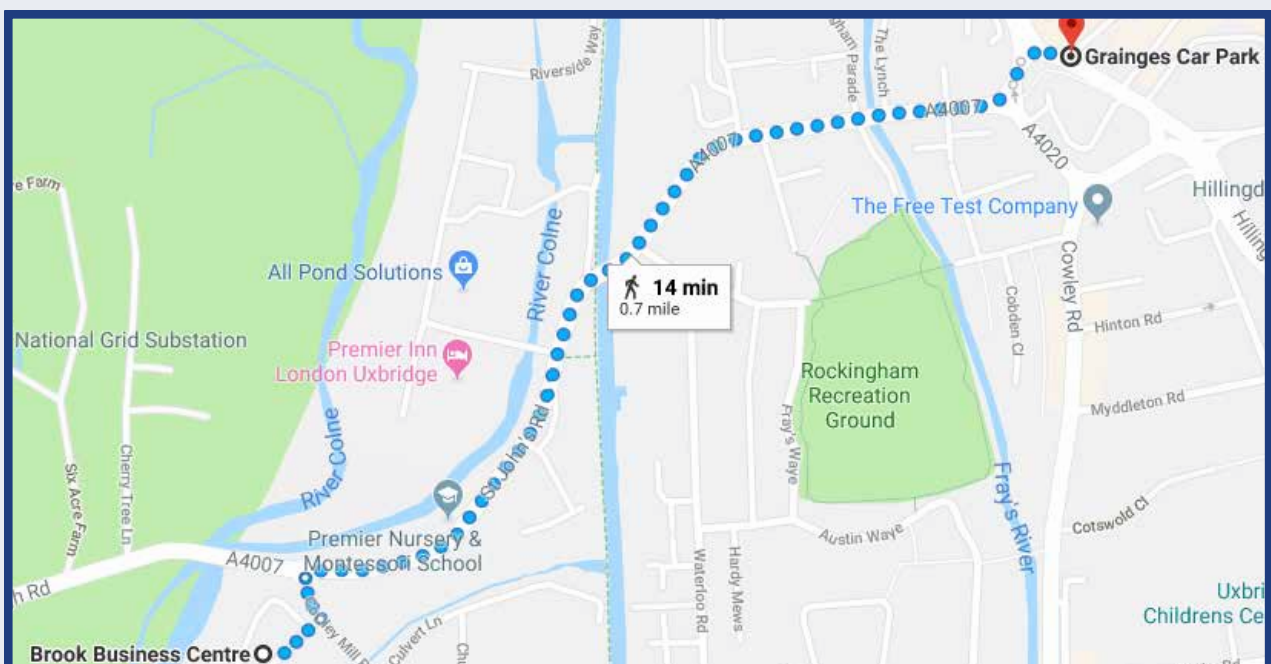 Riverside Way
The Lynch
Grainges Car Park
A4007
A4007
A4020
e Farm
The Free Test Company
Hillingd
Hilling
River Colne
All Pond Solutions
14 min
0.7 mile
Cowley Rd
Cobden Cl
Hinton Rd
National Grid Substation
Premier Inn
London Uxbridge
Rockingham
Recreation
Ground
Myddleton Rd
River Colne
St John's Rd
Fray's Waye
Six Acre Farm
Cherry Tree Ln
Fray's River
Cotswold Cl
Austin Waye
Premier Nursery &
Montessori School
A4007
Waterloo Rd
Hardy Mews
h Rd
Uxbri
Childrens Ce
Culvert Ln
Brook Business Centre